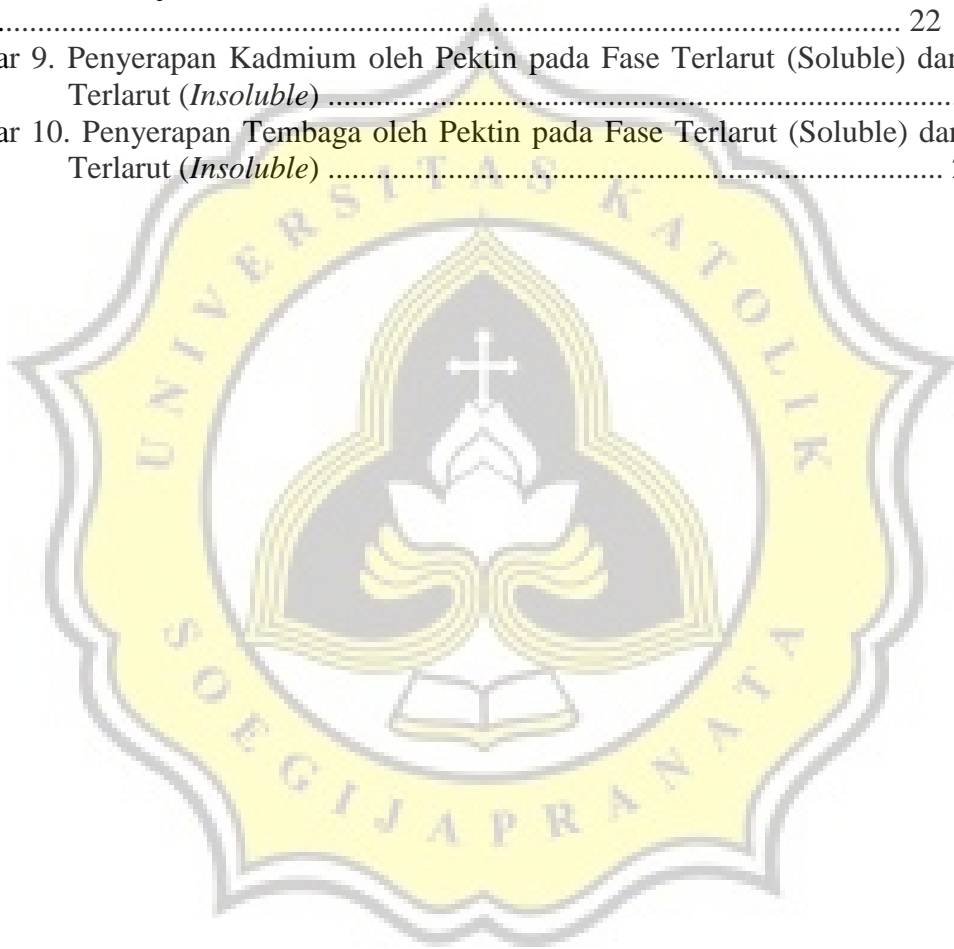 ........................................................................................................ 22
ar 9. Penyerapan Kadmium oleh Pektin pada Fase Terlarut (Soluble) dan
Terlarut (Insoluble) ..............................................................................
ar 10. Penyerapan Tembaga oleh Pektin pada Fase Terlarut (Soluble) dan
Terlarut (Insoluble) ..............................................................................
UNIVERSITAS KATOLIK
SOEGIJAPRANATA